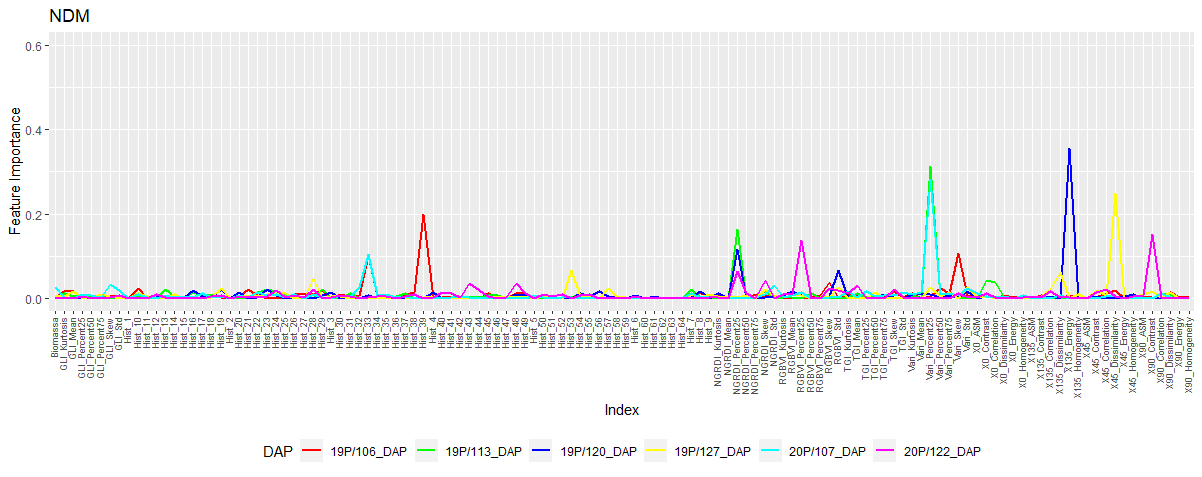 NDM
Feature Importance
0.6
0.4
0.2
0.0
Biomassa
GLI_Kurtosis
GLI_Mean
GLI_Percent25
GLI_Percent50
GLI_Percent75
GLI_Skew
GLI_Std
Hist_1
Hist_10
Hist_11
Hist_12
Hist_13
Hist_14
Hist_15
Hist_16
Hist_17
Hist_18
Hist_19
Hist_2
Hist_20
Hist_21
Hist_22
Hist_23
Hist_24
Hist_25
Hist_26
Hist_27
Hist_28
Hist_29
Hist_3
Hist_30
Hist_31
Hist_32
Hist_33
Hist_34
Hist_35
Hist_36
Hist_37
Hist_38
Hist_39
Hist_4
Hist_40
Hist_41
Hist_42
Hist_43
Hist_44
Hist_45
Hist_46
Hist_47
Hist_48
Hist_49
Hist_5
Hist_50
Hist_51
Hist_52
Hist_53
Hist_54
Hist_55
Hist_56
Hist_57
Hist_58
Hist_59
Hist_6
Hist_60
Hist_61
Hist_62
Hist_63
Hist_64
Hist_7
Hist_8
Hist_9
NGRDI_Kurtosis
NGRDI_Mean
NGRDI_Percent25
NGRDI_Percent50
NGRDI_Percent75
NGRDI_Skew
NGRDI_Std
RGBVI_Kurtosis
RGBVI_Mean
RGBVI_Percent25
RGBVI_Percent50
RGBVI_Percent75
RGBVI_Skew
RGBVI_Std
TGI_Kurtosis
TGI_Mean
TGI_Percent25
TGI_Percent50
TGI_Percent75
TGI_Skew
TGI_Std
Vari_Kurtosis
Vari_Mean
Vari_Percent25
Vari_Percent50
Vari_Percent75
Vari_Skew
Vari_Std
X0_ASM
X0_Contrast
X0_Correlation
X0_Dissimilarity
X0_Energy
X0_Homogeneity
X135_ASM
X135_Contrast
X135_Correlation
X135_Dissimilarity
X135_Energy
X135_Homogeneity
X45_ASM
X45_Contrast
X45_Correlation
X45_Dissimilarity
X45_Energy
X45_Homogeneity
X90_ASM
X90_Contrast
X90_Correlation
X90_Dissimilarity
X90_Energy
X90_Homogeneity
Index
DAP 19P/106_DAP 19P/113_DAP 19P/120_DAP 19P/127_DAP 20P/107_DAP 20P/122_DAP